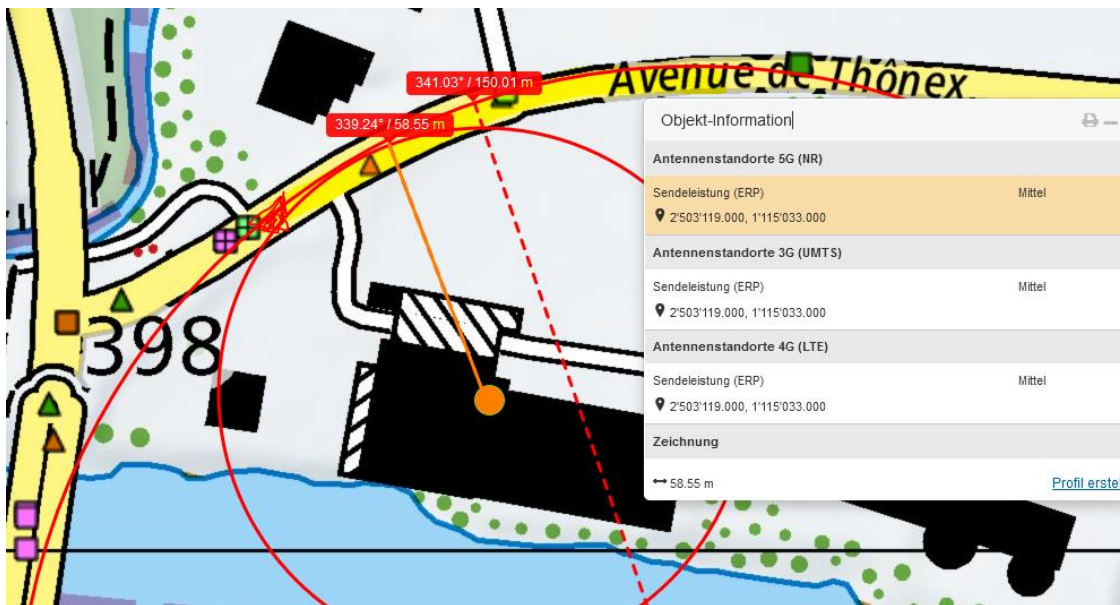 Avenue de Thônex
341.03° / 150.01 m
339.24° / 58.55 m
398
Objekt-Information
Antennenstandorte 5G (NR)
Sendeleistung (ERP) Mittel
2'503'119.000, 1'115'033.000
Antennenstandorte 3G (UMTS)
Sendeleistung (ERP) Mittel
2'503'119.000, 1'115'033.000
Antennenstandorte 4G (LTE)
Sendeleistung (ERP) Mittel
2'503'119.000, 1'115'033.000
Zeichnung
58.55 m Profil erste